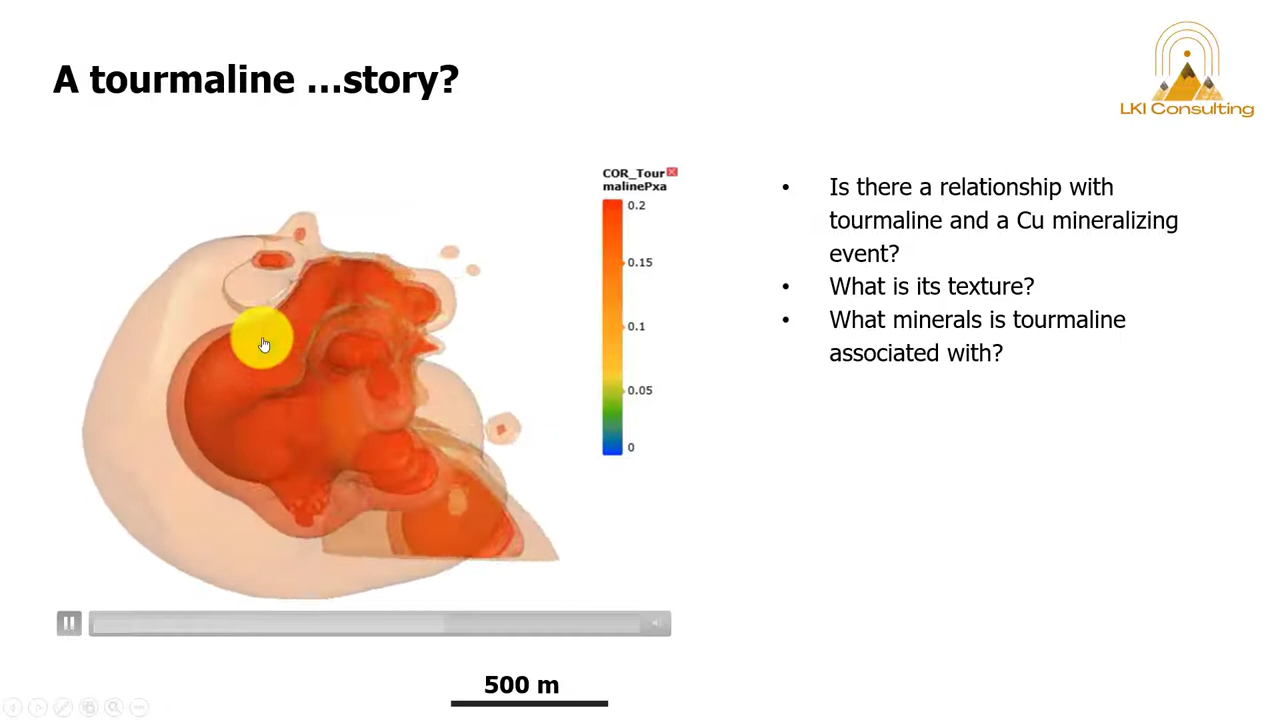 A tourmaline ...story?
LKI Consulting
COR_Tour
malinePxa
0.2
0.15
0.1
0.05
0
• Is there a relationship with
tourmaline and a Cu mineralizing
event?
• What is its texture?
• What minerals is tourmaline
associated with?
500 m